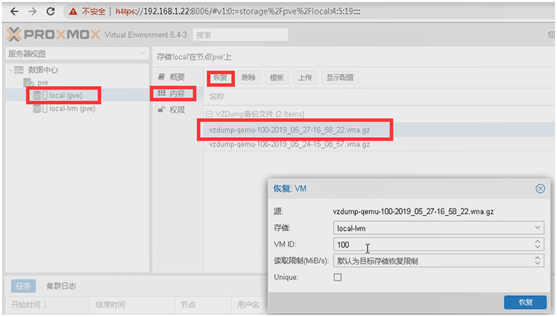 不安全 | https://192.168.1.22:8006/#v1:0:=storage%2Fpve%2Flocal:4:5:19::::
PROXMOX Virtual Environment 5.4-3 搜索
服务器视图
数据中心
pve
local (pve)
local-lvm (pve)
存储'local'在节点'pve'上
概要
内容
权限
恢复 删除 模板 上传 显示配置
名称
VZDump备份文件 (2 Items)
vzdump-qemu-100-2019_05_27-16_58_22.vma.gz
vzdump-qemu-106-2019_05_24-15_08_57.vma.gz
恢复: VM
源: vzdump-qemu-100-2019_05_27-16_58_22.vma.gz
存储: local-lvm
VM ID: 100
读取限制(MiB/s): 默认为目标存储恢复限制
Unique:
恢复
任务 集群日志
开始时间 结束时间 节点 用户名